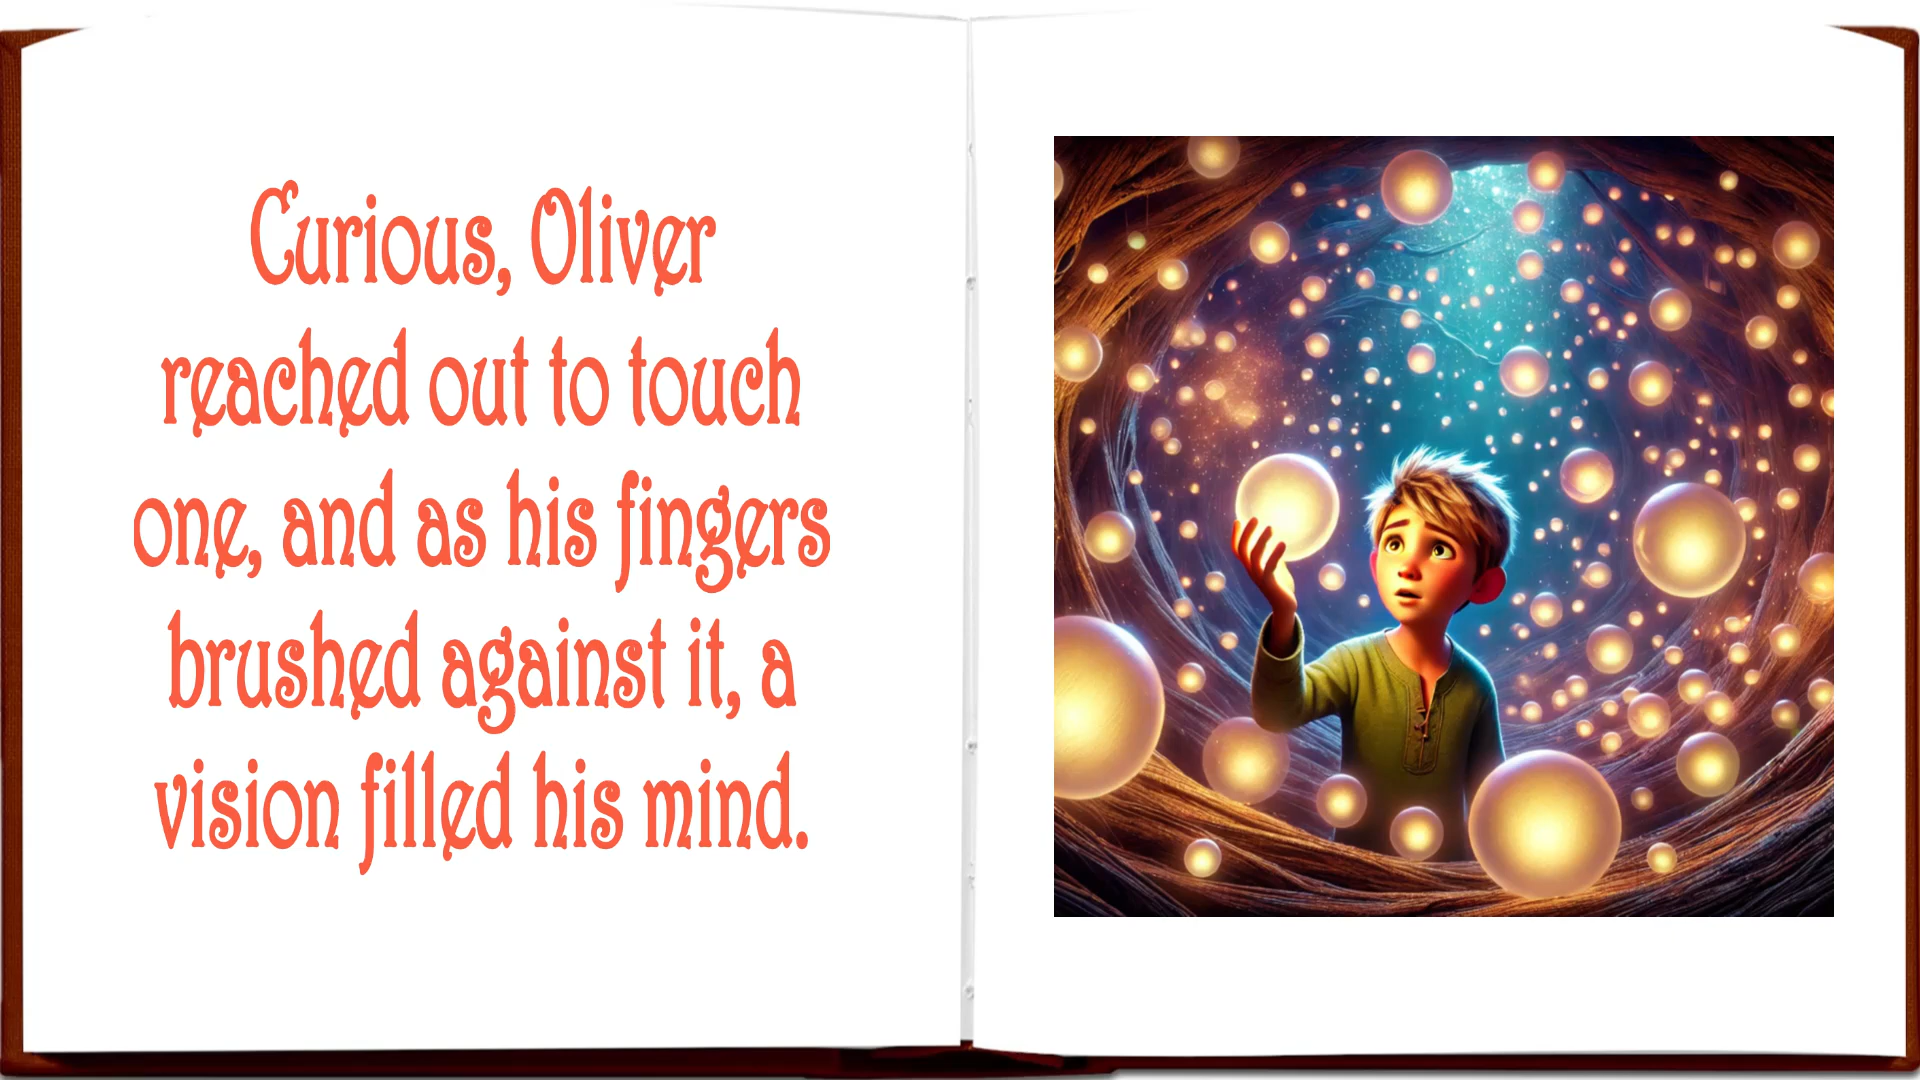 Curious, Oliver
reached out to touch
one, and as his fingers
brushed against it, a
vision filled his mind.